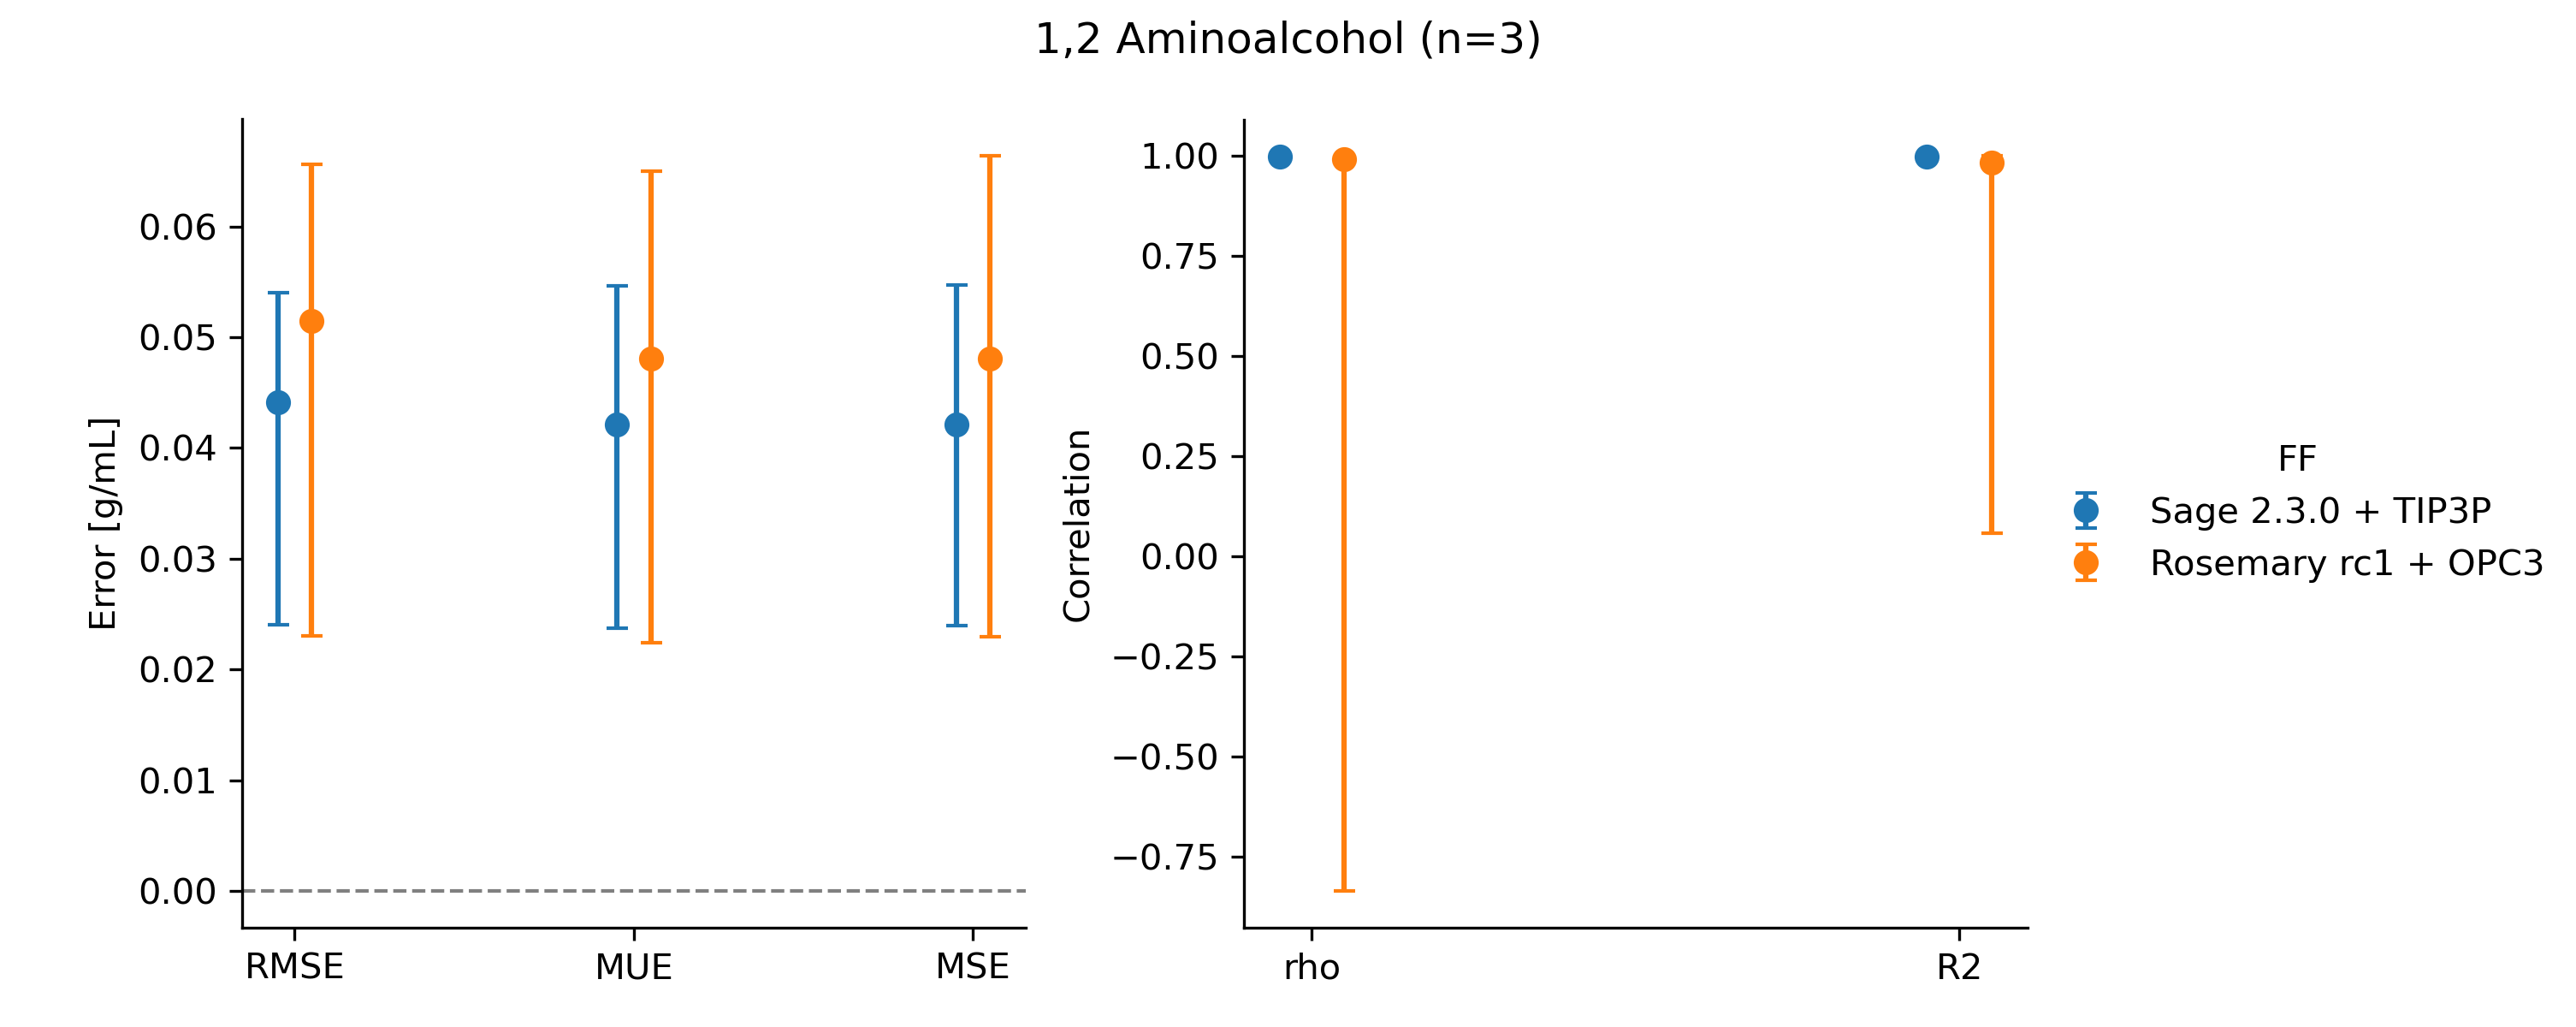 1,2 Aminoalcohol (n=3)
Error [g/mL]
0.06
0.05
0.04
0.03
0.02
0.01
0.00
RMSE
MUE
MSE
Correlation
1.00
0.75
0.50
0.25
0.00
−0.25
−0.50
−0.75
rho
R2
FF
Sage 2.3.0 + TIP3P
Rosemary rc1 + OPC3